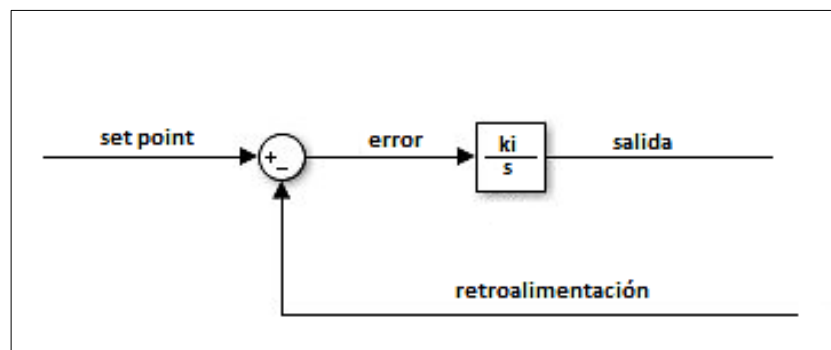 set point
+
-
error
ki
s
salida
retroalimentación